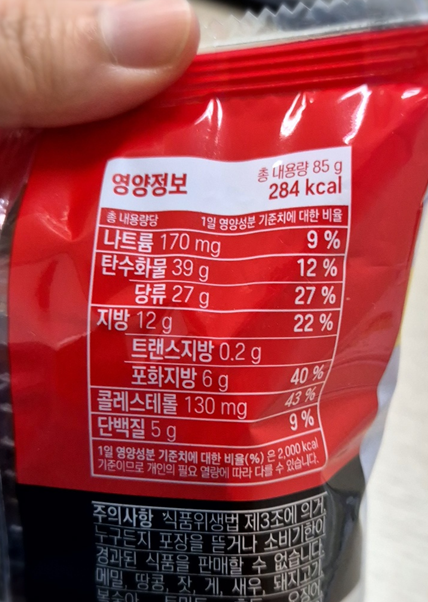 영양정보
총 내용량 85 g
284 kcal
총 내용량당 1일 영양성분 기준치에 대한 비율
나트륨 170 mg 9 %
탄수화물 39 g 12 %
당류 27 g 27 %
지방 12 g 22 %
트랜스지방 0.2 g
포화지방 6 g 40 %
콜레스테롤 130 mg 43 %
단백질 5 g 9 %
1일 영양성분 기준치에 대한 비율(%) 은 2,000 kcal
기준이므로 개인의 필요 열량에 따라 다를 수 있습니다.
주의사항 ·식품위생법 제3조에 의거
누구든지 포장을 뜯거나 소비기한이
경과된 식품을 판매할 수 없습니다.
메밀, 땅콩, 잣, 게, 새우, 돼지고기